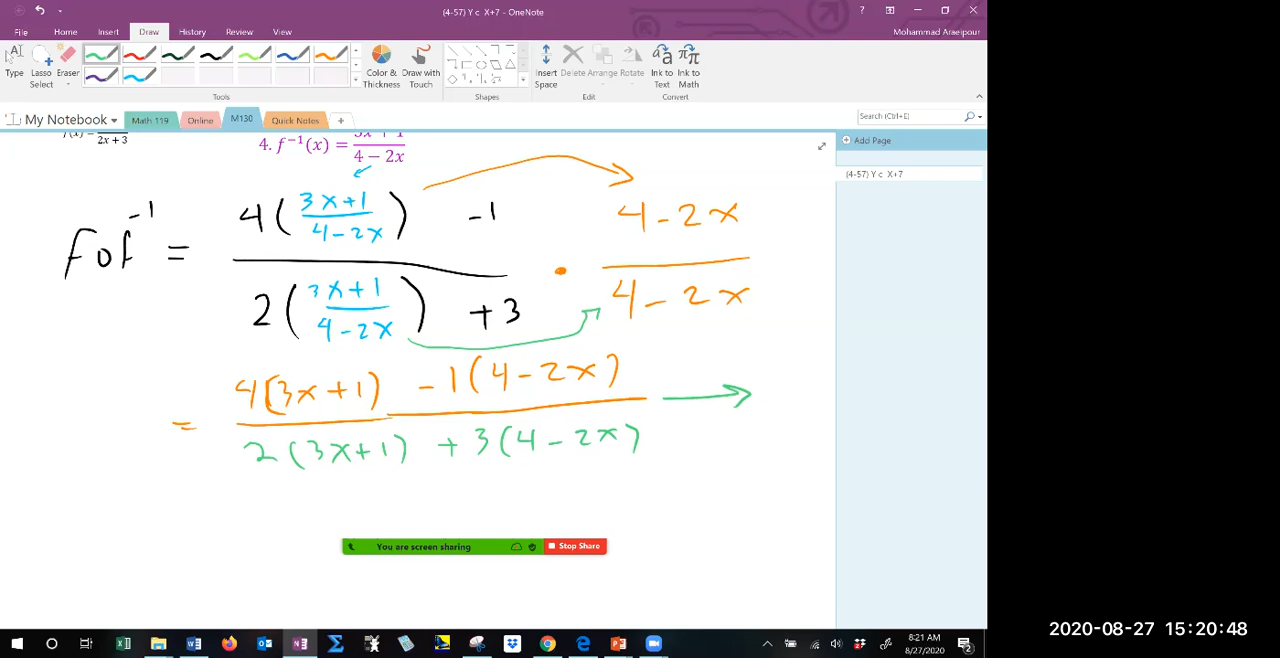 (4-57) Y c X+7 - OneNote
File Home Insert Draw History Review View
Mohammad Araeipour
Type Lasso Select Eraser Color & Thickness Draw with Touch Insert Space Delete Arrange Rotate Ink to Text Ink to Math
Tools Shapes Edit Convert
My Notebook Math 119 Online M130 Quick Notes
Search (Ctrl+E)
Add Page
(4-57) Y c X+7
2x + 3
4. f⁻¹(x) = 3x + 1 / 4 − 2x
Fof⁻¹ = 4(3x+1 / 4-2x) -1 / 2(3x+1 / 4-2x) +3 · 4-2x / 4-2x
= 4(3x+1) -1(4-2x) / 2(3x+1) +3(4-2x)
You are screen sharing Stop Share
8:21 AM
8/27/2020
2
2020-08-27 15:20:48